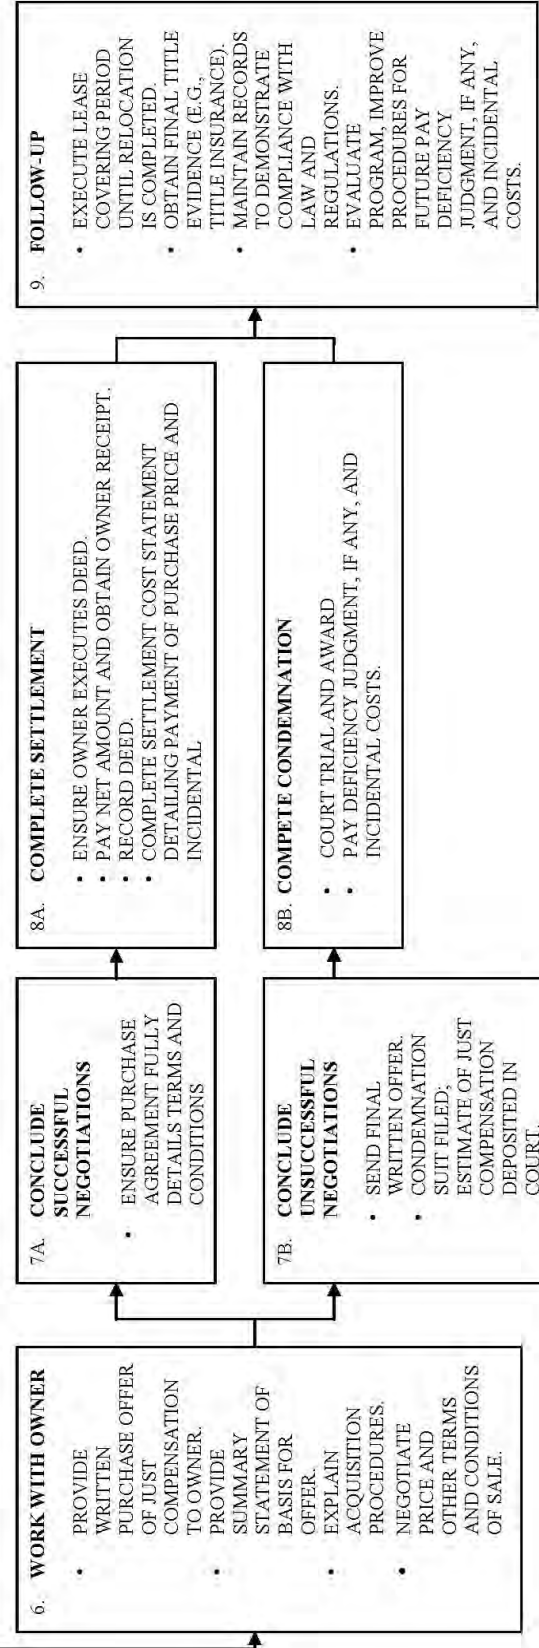 6. WORK WITH OWNER
• PROVIDE
WRITTEN
PURCHASE OFFER
OF JUST
COMPENSATION
TO OWNER.
• PROVIDE
SUMMARY
STATEMENT OF
BASIS FOR
OFFER.
• EXPLAIN
ACQUISITION
PROCEDURES.
• NEGOTIATE
PRICE AND
OTHER TERMS
AND CONDITIONS
OF SALE.
7A. CONCLUDE
SUCCESSFUL
NEGOTIATIONS
• ENSURE PURCHASE
AGREEMENT FULLY
DETAILS TERMS AND
CONDITIONS
7B. CONCLUDE
UNSUCCESSFUL
NEGOTIATIONS
• SEND FINAL
WRITTEN OFFER.
• CONDEMNATION
SUIT FILED;
ESTIMATE OF JUST
COMPENSATION
DEPOSITED IN
COURT.
8A. COMPLETE SETTLEMENT
• ENSURE OWNER EXECUTES DEED.
• PAY NET AMOUNT AND OBTAIN OWNER RECEIPT.
• RECORD DEED.
• COMPLETE SETTLEMENT COST STATEMENT
DETAILING PAYMENT OF PURCHASE PRICE AND
INCIDENTAL
8B. COMPETE CONDEMNATION
• COURT TRIAL AND AWARD
• PAY DEFICIENCY JUDGMENT, IF ANY, AND
INCIDENTAL COSTS.
9. FOLLOW-UP
• EXECUTE LEASE
COVERING PERIOD
UNTIL RELOCATION
IS COMPLETED.
• OBTAIN FINAL TITLE
EVIDENCE (E.G.,
TITLE INSURANCE).
• MAINTAIN RECORDS
TO DEMONSTRATE
COMPLIANCE WITH
LAW AND
REGULATIONS.
• EVALUATE
PROGRAM, IMPROVE
PROCEDURES FOR
FUTURE PAY
DEFICIENCY
JUDGMENT, IF ANY,
AND INCIDENTAL
COSTS.